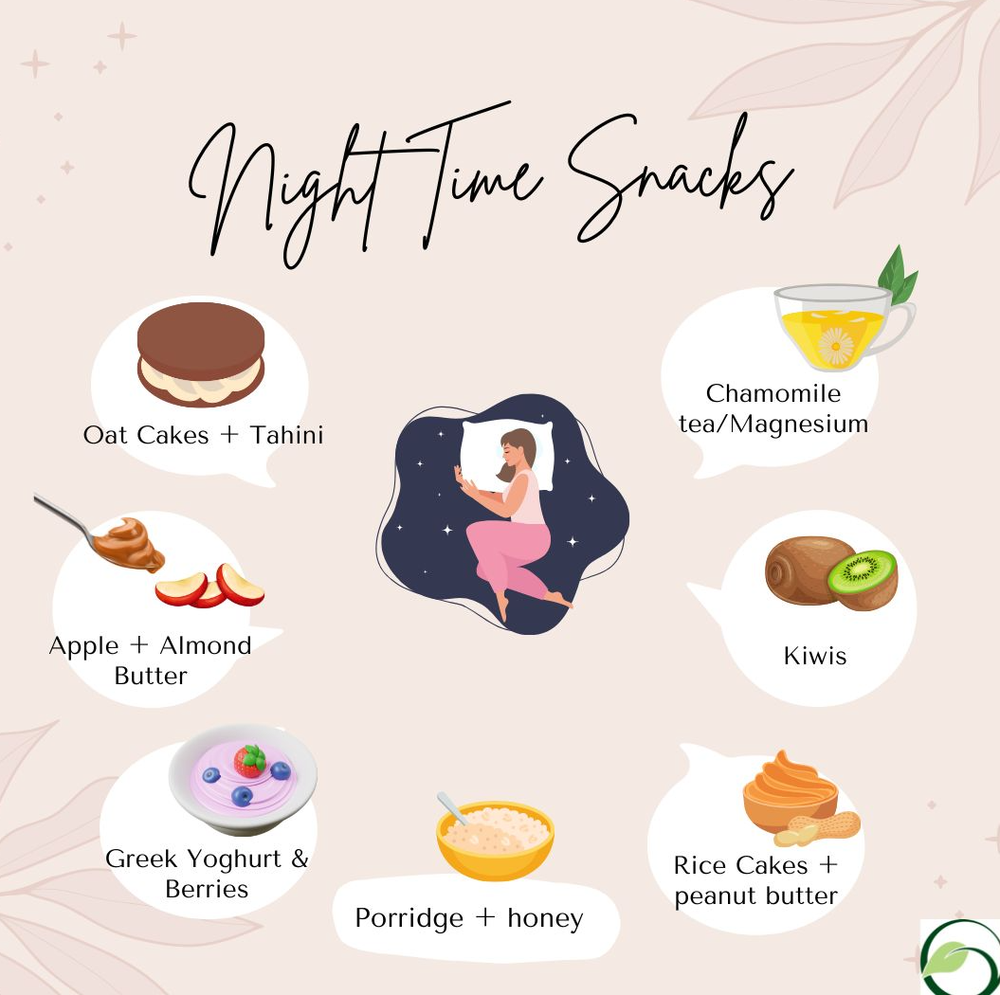 Night Time Snacks
Oat Cakes + Tahini
Chamomile
tea/Magnesium
Apple + Almond
Butter
Kiwis
Greek Yoghurt &
Berries
Porridge + honey
Rice Cakes +
peanut butter